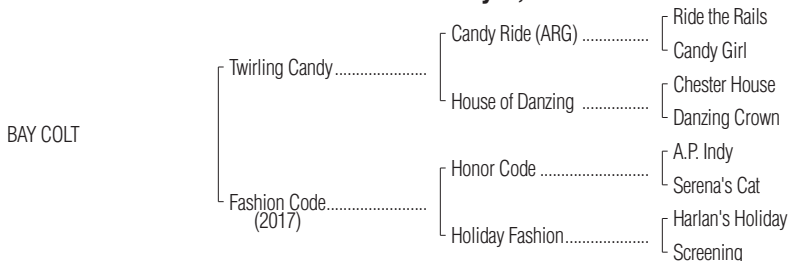 Ride the Rails
Candy Ride (ARG) ................
Candy Girl
Twirling Candy......................
Chester House
House of Danzing ................
Danzing Crown
BAY COLT
A.P. Indy
Honor Code ..........................
Serena's Cat
Fashion Code........................
(2017)
Harlan's Holiday
Holiday Fashion....................
Screening